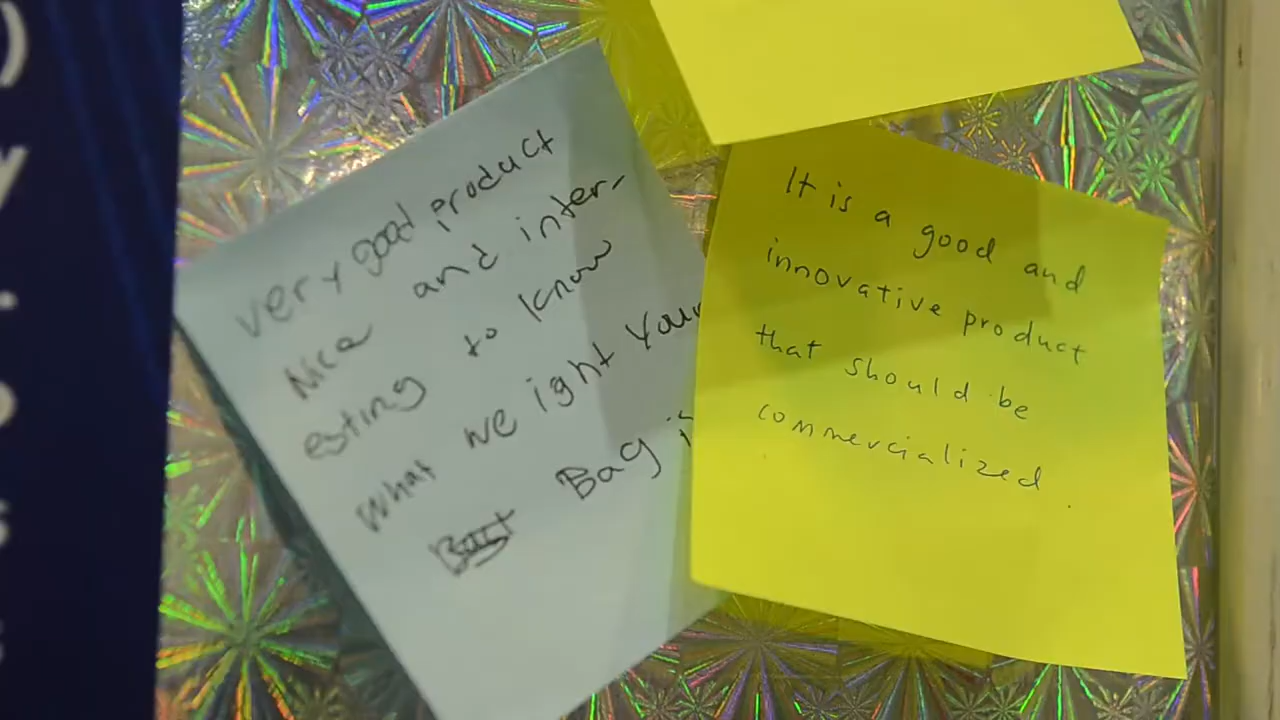 very good product
Nice and inter-
esting to know
what we ight Your
Bag is
It is a good and
innovative product
that should be
commercialized.